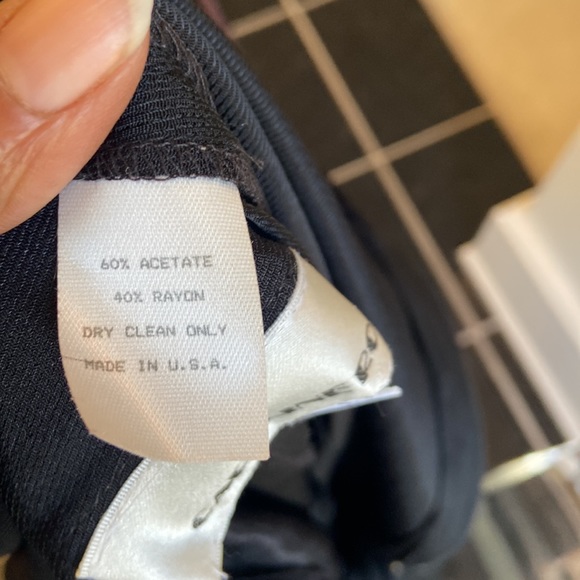 60% ACETATE
40% RAYON
DRY CLEAN ONLY
MADE IN U.S.A.